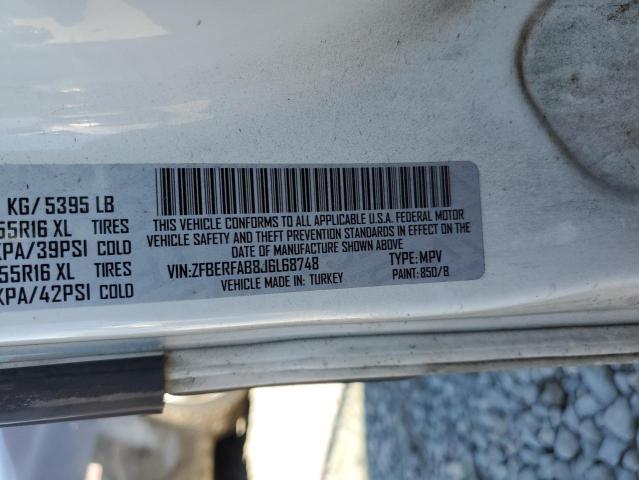 KG/ 5395 LB
55R16 XL TIRES
KPA/39PSI COLD
55R16 XL TIRES
KPA/42PSI COLD
THIS VEHICLE CONFORMS TO ALL APPLICABLE U.S.A. FEDERAL MOTOR
VEHICLE SAFETY AND THEFT PREVENTION STANDARDS IN EFFECT ON THE
DATE OF MANUFACTURE SHOWN ABOVE
VIN:ZFBERFAB8J6L68748 TYPE: MPV
VEHICLE MADE IN: TURKEY PAINT: 850/B